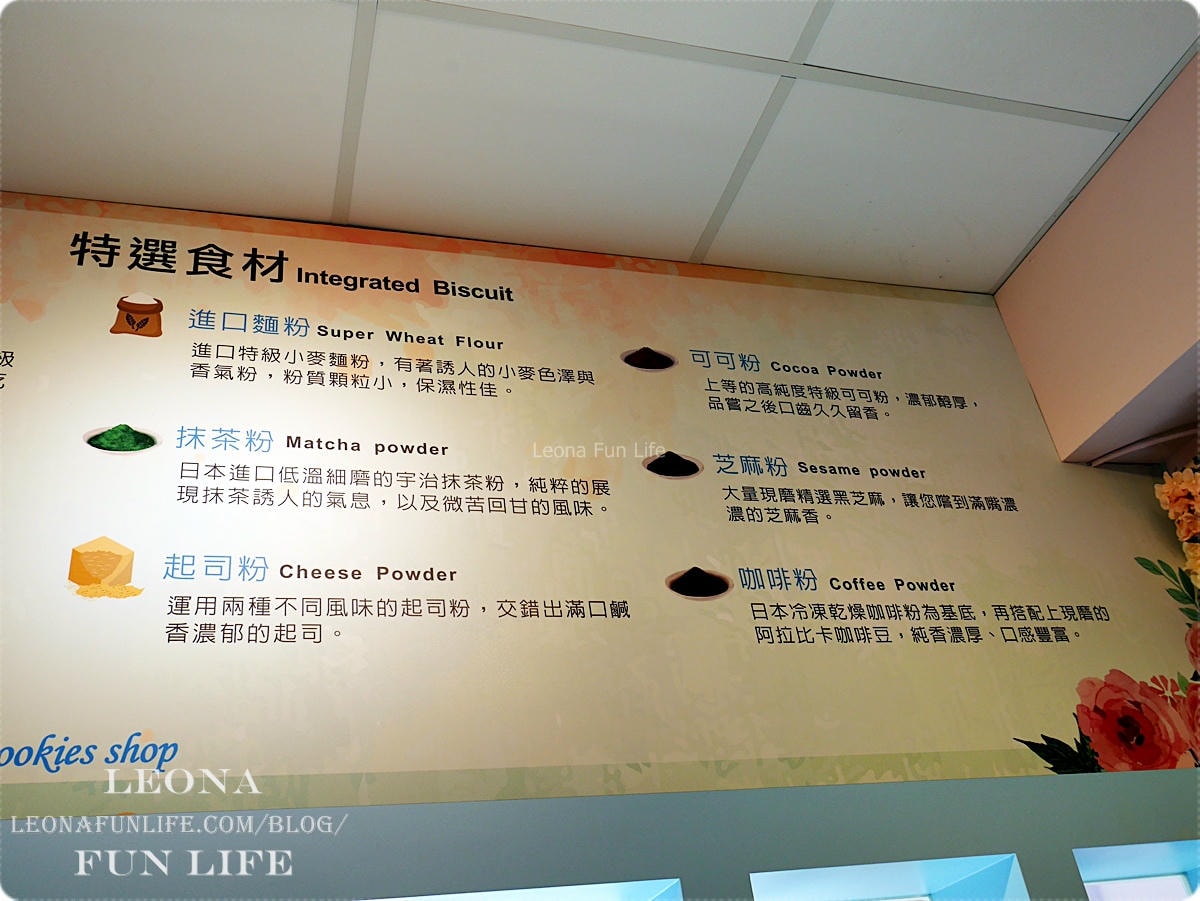 特選食材 Integrated Biscuit
進口麵粉 Super Wheat Flour
進口特級小麥麵粉，有著誘人的小麥色澤與
香氣粉，粉質顆粒小，保濕性佳。
抹茶粉 Matcha powder
日本進口低溫細磨的宇治抹茶粉，純粹的展
現抹茶誘人的氣息，以及微苦回甘的風味。
起司粉 Cheese Powder
運用兩種不同風味的起司粉，交錯出滿口鹹
香濃郁的起司。
可可粉 Cocoa Powder
上等的高純度特級可可粉，濃郁醇厚，
品嘗之後口齒久久留香。
芝麻粉 Sesame powder
大量現磨精選黑芝麻，讓您嚐到滿嘴濃
濃的芝麻香。
咖啡粉 Coffee Powder
日本冷凍乾燥咖啡粉為基底，再搭配上現磨的
阿拉比卡咖啡豆，純香濃厚、口感豐富。
級
Leona Fun Life
ookies shop
LEONA
LEONAFUNLIFE.COM/BLOG/
FUN LIFE